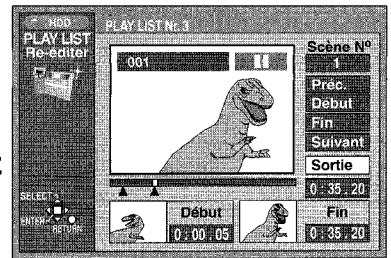 HDD
PLAY LIST
Re-éditer
SELECT
ENTER
RETURN
PLAY LIST Nr. 3
001
Scène Nº
1
Préc.
Début
Fin
Suivant
Sortie
0 : 35 . 20
Début
0 : 00 . 05
Fin
0 : 35 . 20